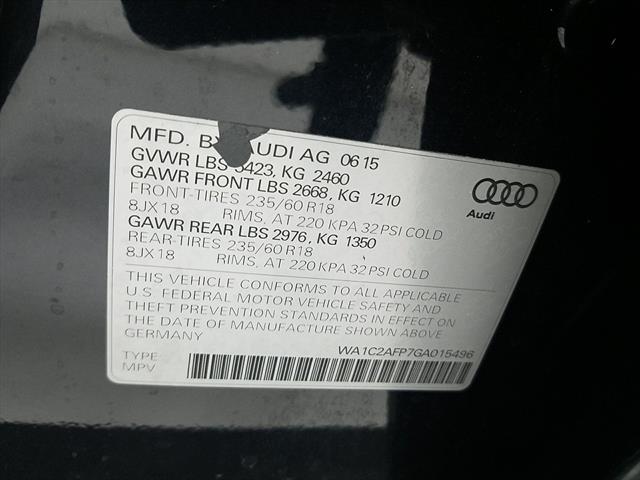 MFD. BY AUDI AG 06 15
GVWR LBS 5423, KG 2460
GAWR FRONT LBS 2668, KG 1210
FRONT-TIRES 235/60 R18
8JX18 RIMS, AT 220 KPA 32 PSI COLD
GAWR REAR LBS 2976, KG 1350
REAR-TIRES 235/60 R18
8JX18 RIMS, AT 220 KPA 32 PSI COLD
Audi
THIS VEHICLE CONFORMS TO ALL APPLICABLE
U.S. FEDERAL MOTOR VEHICLE SAFETY AND
THEFT PREVENTION STANDARDS IN EFFECT ON
THE DATE OF MANUFACTURE SHOWN ABOVE
GERMANY
TYPE WA1C2AFP7GA015496
MPV